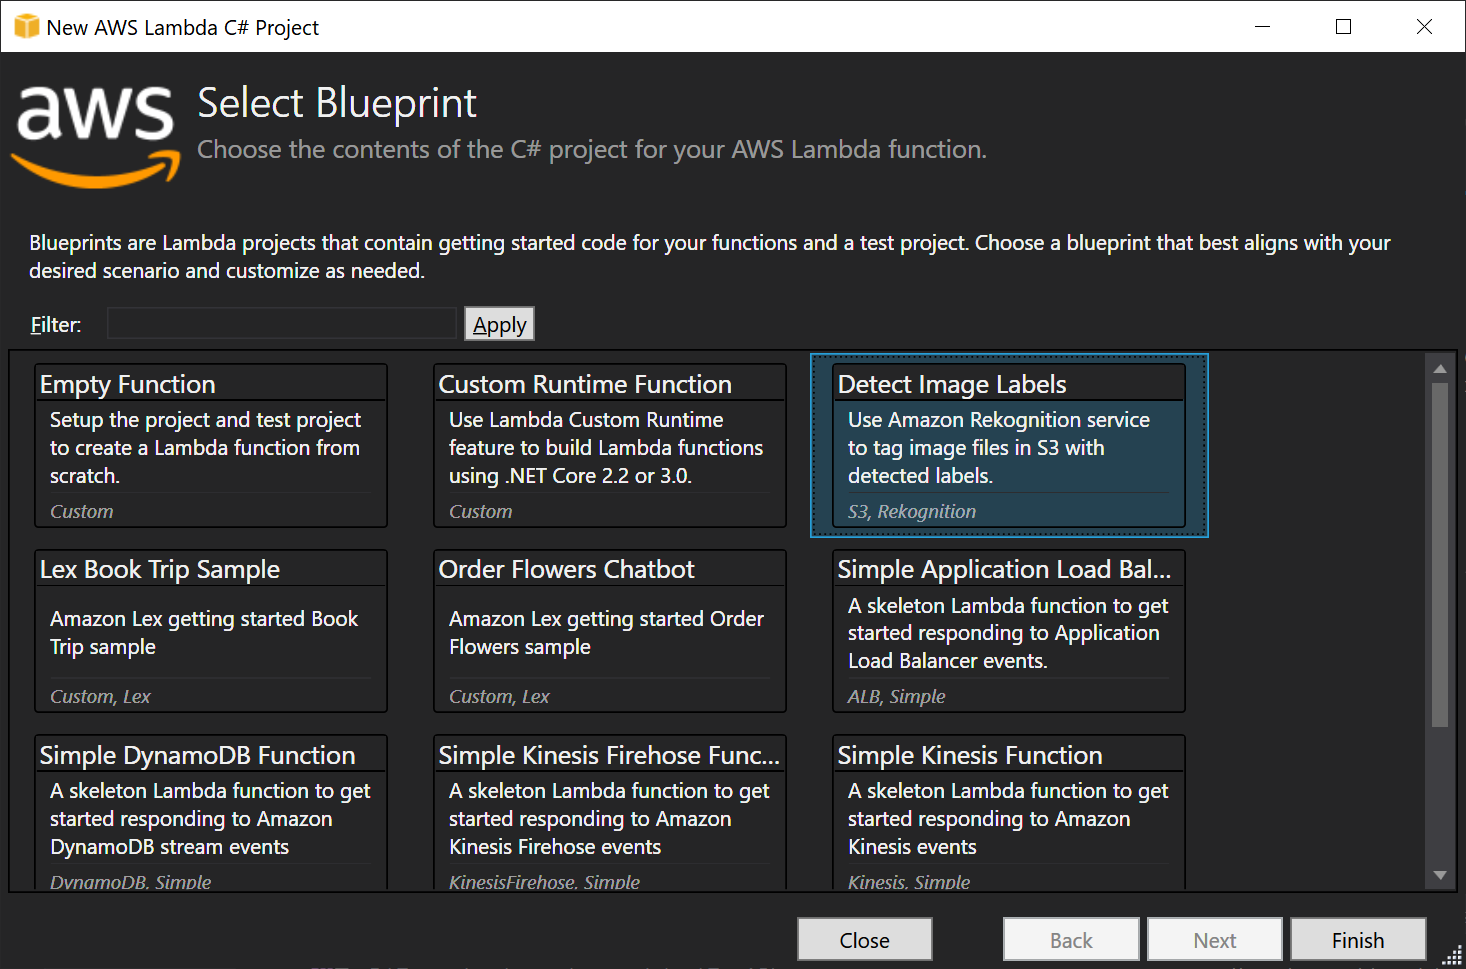 New AWS Lambda C# Project
aws
Select Blueprint
Choose the contents of the C# project for your AWS Lambda function.
Blueprints are Lambda projects that contain getting started code for your functions and a test project. Choose a blueprint that best aligns with your
desired scenario and customize as needed.
Filter:
Apply
Empty Function
Setup the project and test project
to create a Lambda function from
scratch.
Custom
Custom Runtime Function
Use Lambda Custom Runtime
feature to build Lambda functions
using .NET Core 2.2 or 3.0.
Custom
Detect Image Labels
Use Amazon Rekognition service
to tag image files in S3 with
detected labels.
S3, Rekognition
Lex Book Trip Sample
Amazon Lex getting started Book
Trip sample
Custom, Lex
Order Flowers Chatbot
Amazon Lex getting started Order
Flowers sample
Custom, Lex
Simple Application Load Bal...
A skeleton Lambda function to get
started responding to Application
Load Balancer events.
ALB, Simple
Simple DynamoDB Function
A skeleton Lambda function to get
started responding to Amazon
DynamoDB stream events
DynamoDB, Simple
Simple Kinesis Firehose Func...
A skeleton Lambda function to get
started responding to Amazon
Kinesis Firehose events
KinesisFirehose, Simple
Simple Kinesis Function
A skeleton Lambda function to get
started responding to Amazon
Kinesis events
Kinesis, Simple
Close
Back
Next
Finish